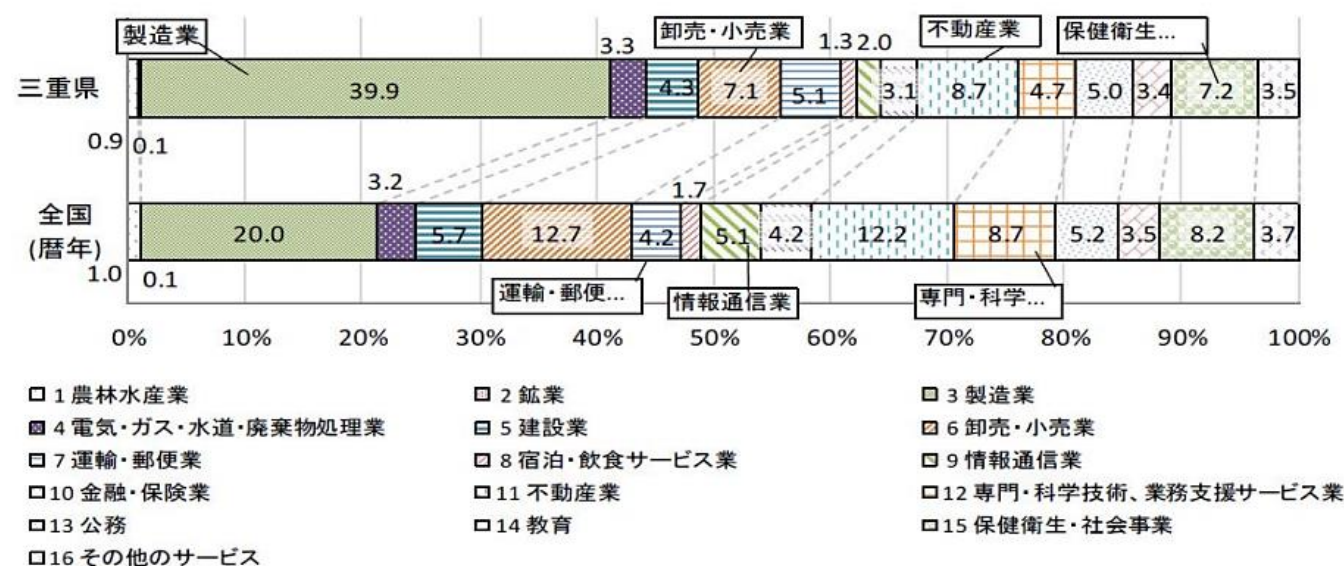 製造業
3.3
卸売・小売業
1.3 2.0
不動産業
保健衛生...
三重県
39.9
4.3
7.1
5.1
3.1
8.7
4.7
5.0
3.4
7.2
3.5
0.9
0.1
3.2
1.7
全国
(暦年)
20.0
5.7
12.7
4.2
5.1
4.2
12.2
8.7
5.2
3.5
8.2
3.7
1.0
0.1
運輸・郵便...
情報通信業
専門・科学...
0% 10% 20% 30% 40% 50% 60% 70% 80% 90% 100%
1 農林水産業
2 鉱業
3 製造業
4 電気・ガス・水道・廃棄物処理業
5 建設業
6 卸売・小売業
7 運輸・郵便業
8 宿泊・飲食サービス業
9 情報通信業
10 金融・保険業
11 不動産業
12 専門・科学技術、業務支援サービス業
13 公務
14 教育
15 保健衛生・社会事業
16 その他のサービス